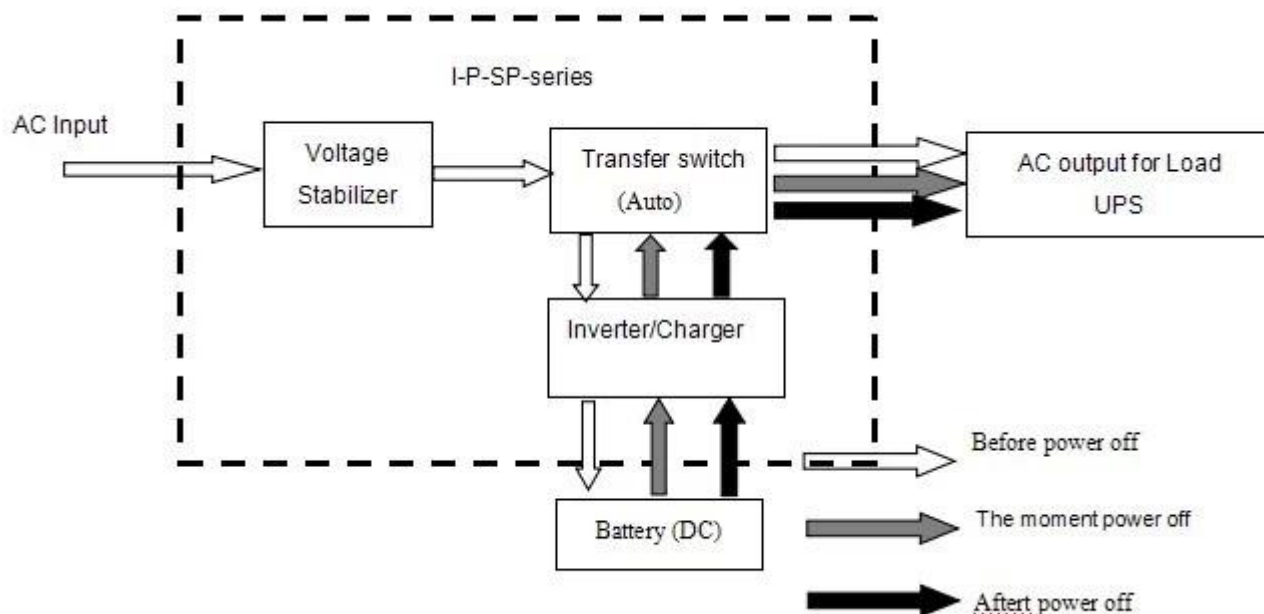 I-P-SP-series
AC Input
Voltage
Stabilizer
Transfer switch
(Auto)
AC output for Load
UPS
Inverter/Charger
Battery (DC)
Before power off
The moment power off
Aftert power off